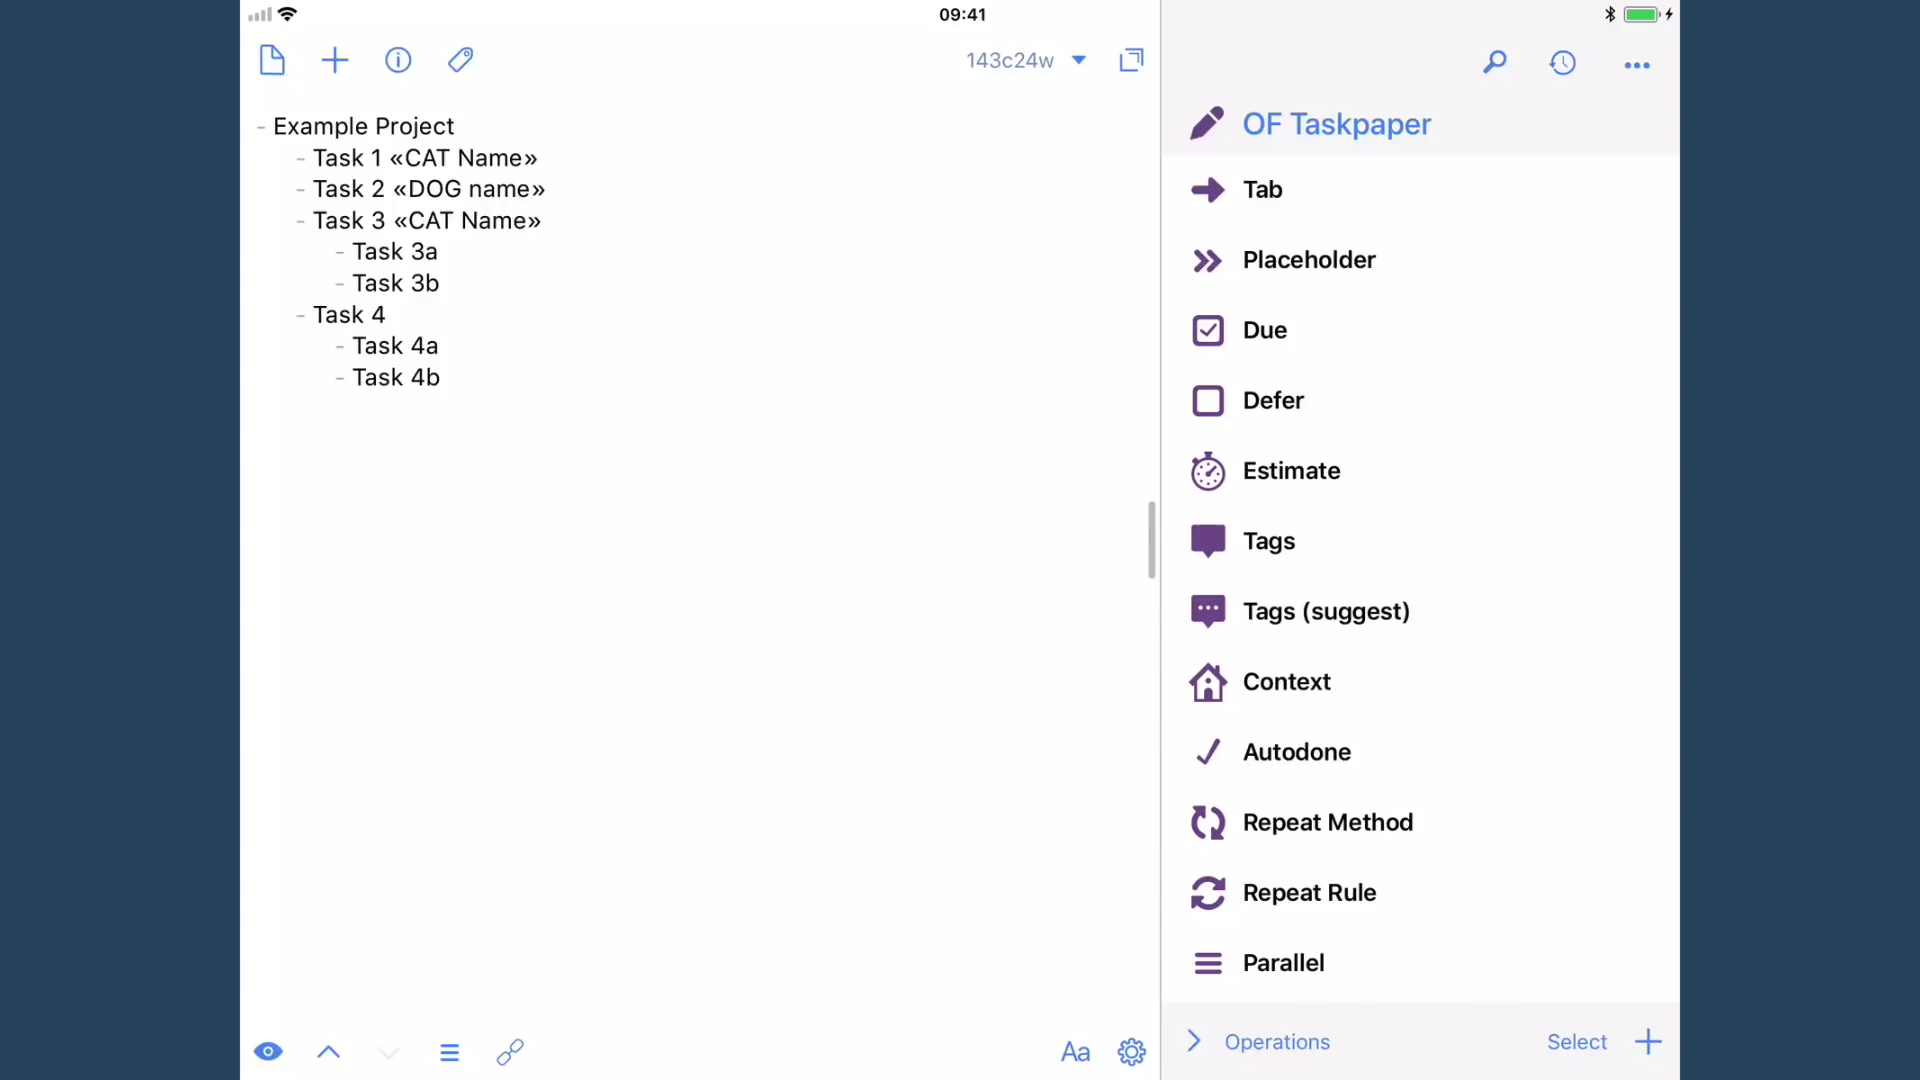 09:41
143c24w
- Example Project
- Task 1 «CAT Name»
- Task 2 «DOG name»
- Task 3 «CAT Name»
- Task 3a
- Task 3b
- Task 4
- Task 4a
- Task 4b
Aa
OF Taskpaper
Tab
Placeholder
Due
Defer
Estimate
Tags
Tags (suggest)
Context
Autodone
Repeat Method
Repeat Rule
Parallel
Operations
Select